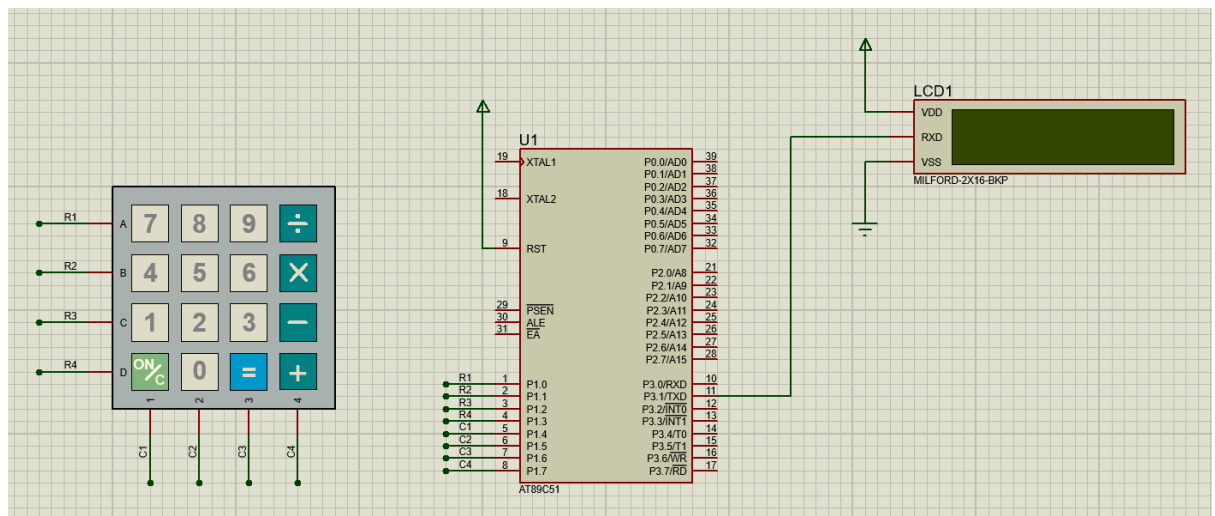 R1
R2
R3
R4
A
B
C
D
7
8
9
÷
4
5
6
×
1
2
3
−
ON/C
0
=
+
1
2
3
4
C1
C2
C3
C4
U1
19 XTAL1
18 XTAL2
9 RST
29 PSEN
30 ALE
31 EA
R1 1 P1.0
R2 2 P1.1
R3 3 P1.2
R4 4 P1.3
C1 5 P1.4
C2 6 P1.5
C3 7 P1.6
C4 8 P1.7
P0.0/AD0 39
P0.1/AD1 38
P0.2/AD2 37
P0.3/AD3 36
P0.4/AD4 35
P0.5/AD5 34
P0.6/AD6 33
P0.7/AD7 32
P2.0/A8 21
P2.1/A9 22
P2.2/A10 23
P2.3/A11 24
P2.4/A12 25
P2.5/A13 26
P2.6/A14 27
P2.7/A15 28
P3.0/RXD 10
P3.1/TXD 11
P3.2/INT0 12
P3.3/INT1 13
P3.4/T0 14
P3.5/T1 15
P3.6/WR 16
P3.7/RD 17
AT89C51
LCD1
VDD
RXD
VSS
MILFORD-2X16-BKP